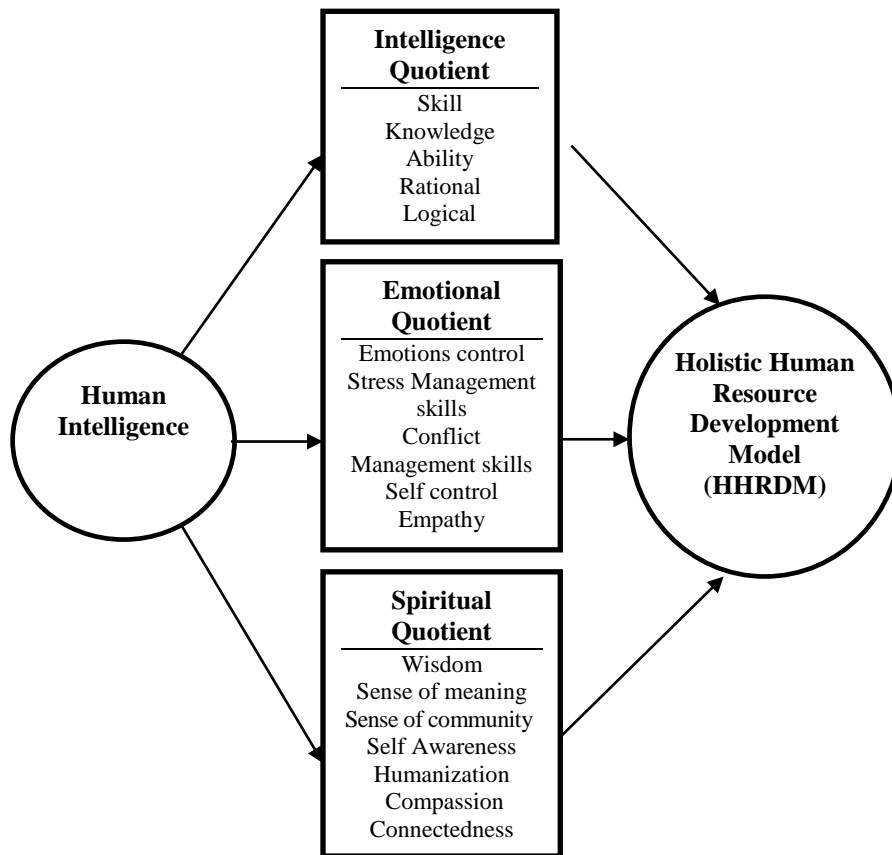 Intelligence
Quotient
Skill
Knowledge
Ability
Rational
Logical
Human
Intelligence
Emotional
Quotient
Emotions control
Stress Management
skills
Conflict
Management skills
Self control
Empathy
Spiritual
Quotient
Wisdom
Sense of meaning
Sense of community
Self Awareness
Humanization
Compassion
Connectedness
Holistic Human
Resource
Development
Model
(HHRDM)